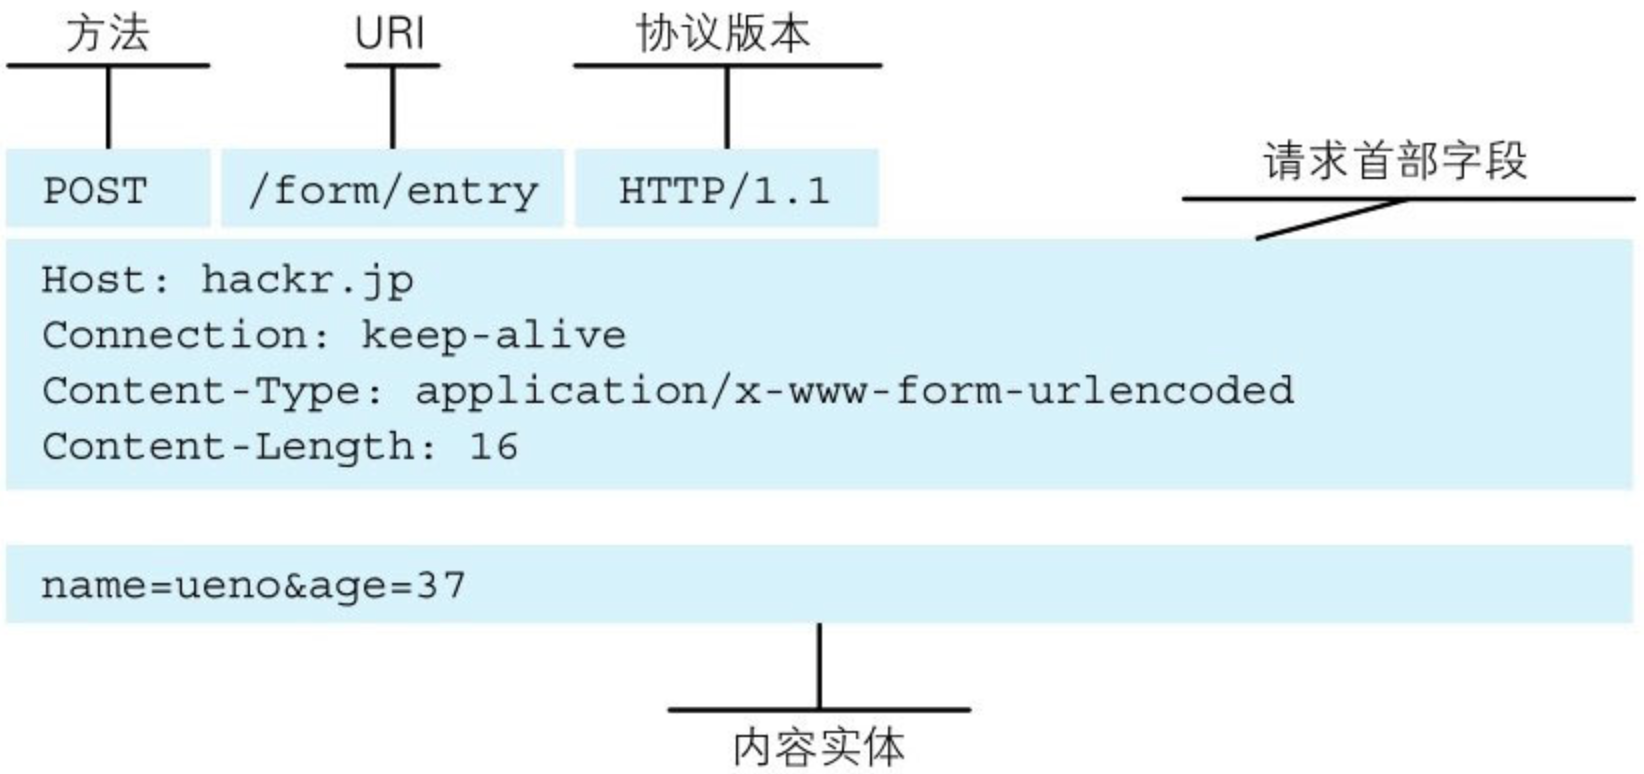 方法 URI 协议版本
请求首部字段
POST /form/entry HTTP/1.1
Host: hackr.jp
Connection: keep-alive
Content-Type: application/x-www-form-urlencoded
Content-Length: 16
name=ueno&age=37
内容实体